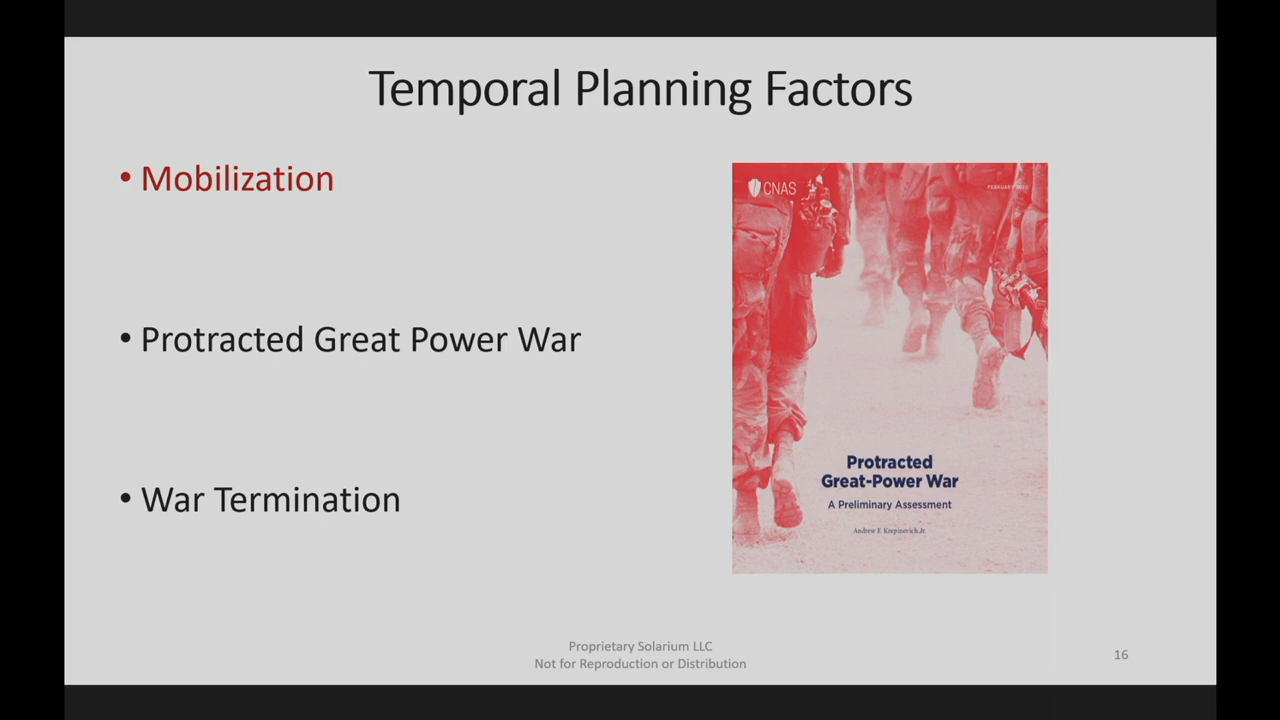 Temporal Planning Factors
• Mobilization
• Protracted Great Power War
• War Termination
CNAS
FEBRUARY 2020
Protracted
Great-Power War
A Preliminary Assessment
Andrew F. Krepinevich, Jr.
Proprietary Solarium LLC
Not for Reproduction or Distribution
16